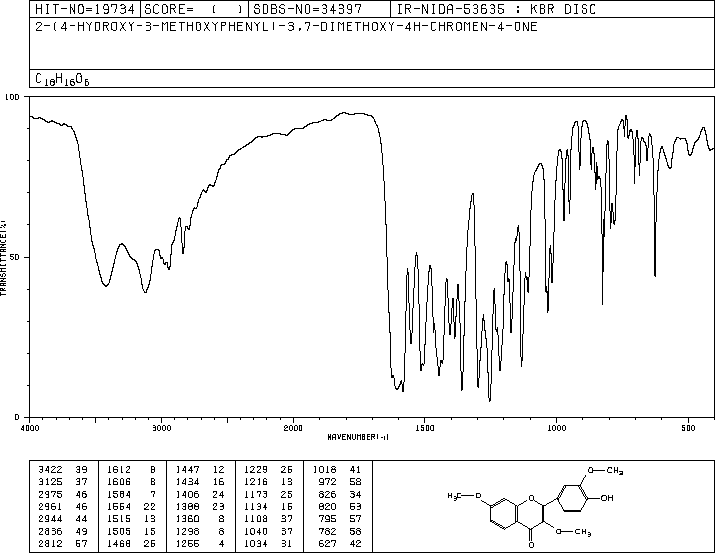 HIT-NO=19734 SCORE= ( ) SDBS-NO=34397 IR-NIDA-53635 : KBR DISC
2-(4-HYDROXY-3-METHOXYPHENYL)-3,7-DIMETHOXY-4H-CHROMEN-4-ONE
C18H16O6
100
50
0
TRANSMITTANCE(%)
4000 3000 2000 1500 1000 500
WAVENUMBER(-1)
3422 39 1612 8 1447 12 1229 26 1018 41
3125 37 1606 8 1434 16 1216 13 972 58
2975 46 1584 7 1406 24 1173 25 826 34
2961 46 1554 22 1388 23 1134 15 820 53
2944 44 1515 13 1360 8 1108 37 795 57
2836 49 1505 15 1298 8 1040 37 782 58
2812 57 1468 26 1255 4 1034 31 627 42
O—CH3
H3C—O
O
OH
O—CH3
O